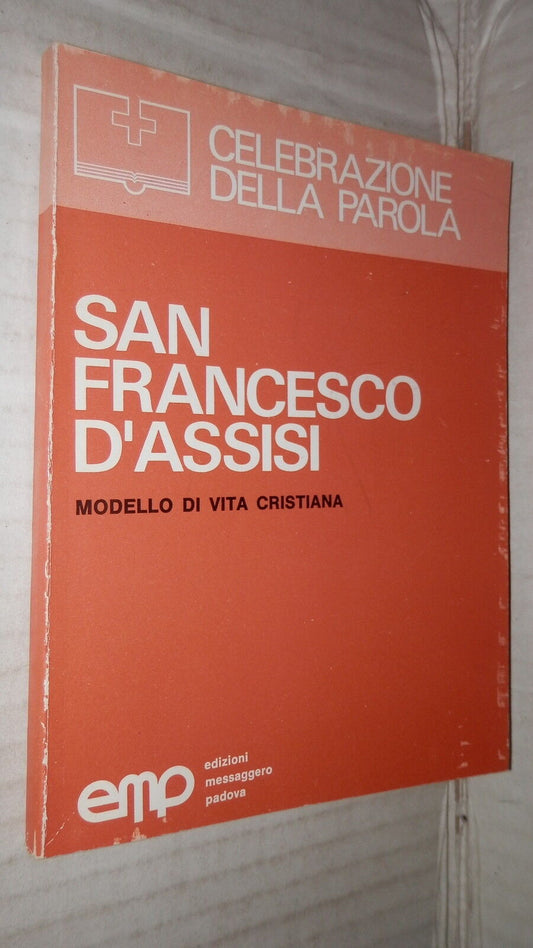 CELEBRAZIONE
DELLA PAROLA
SAN
FRANCESCO
D'ASSISI
MODELLO DI VITA CRISTIANA
emp
edizioni
messaggero
padova